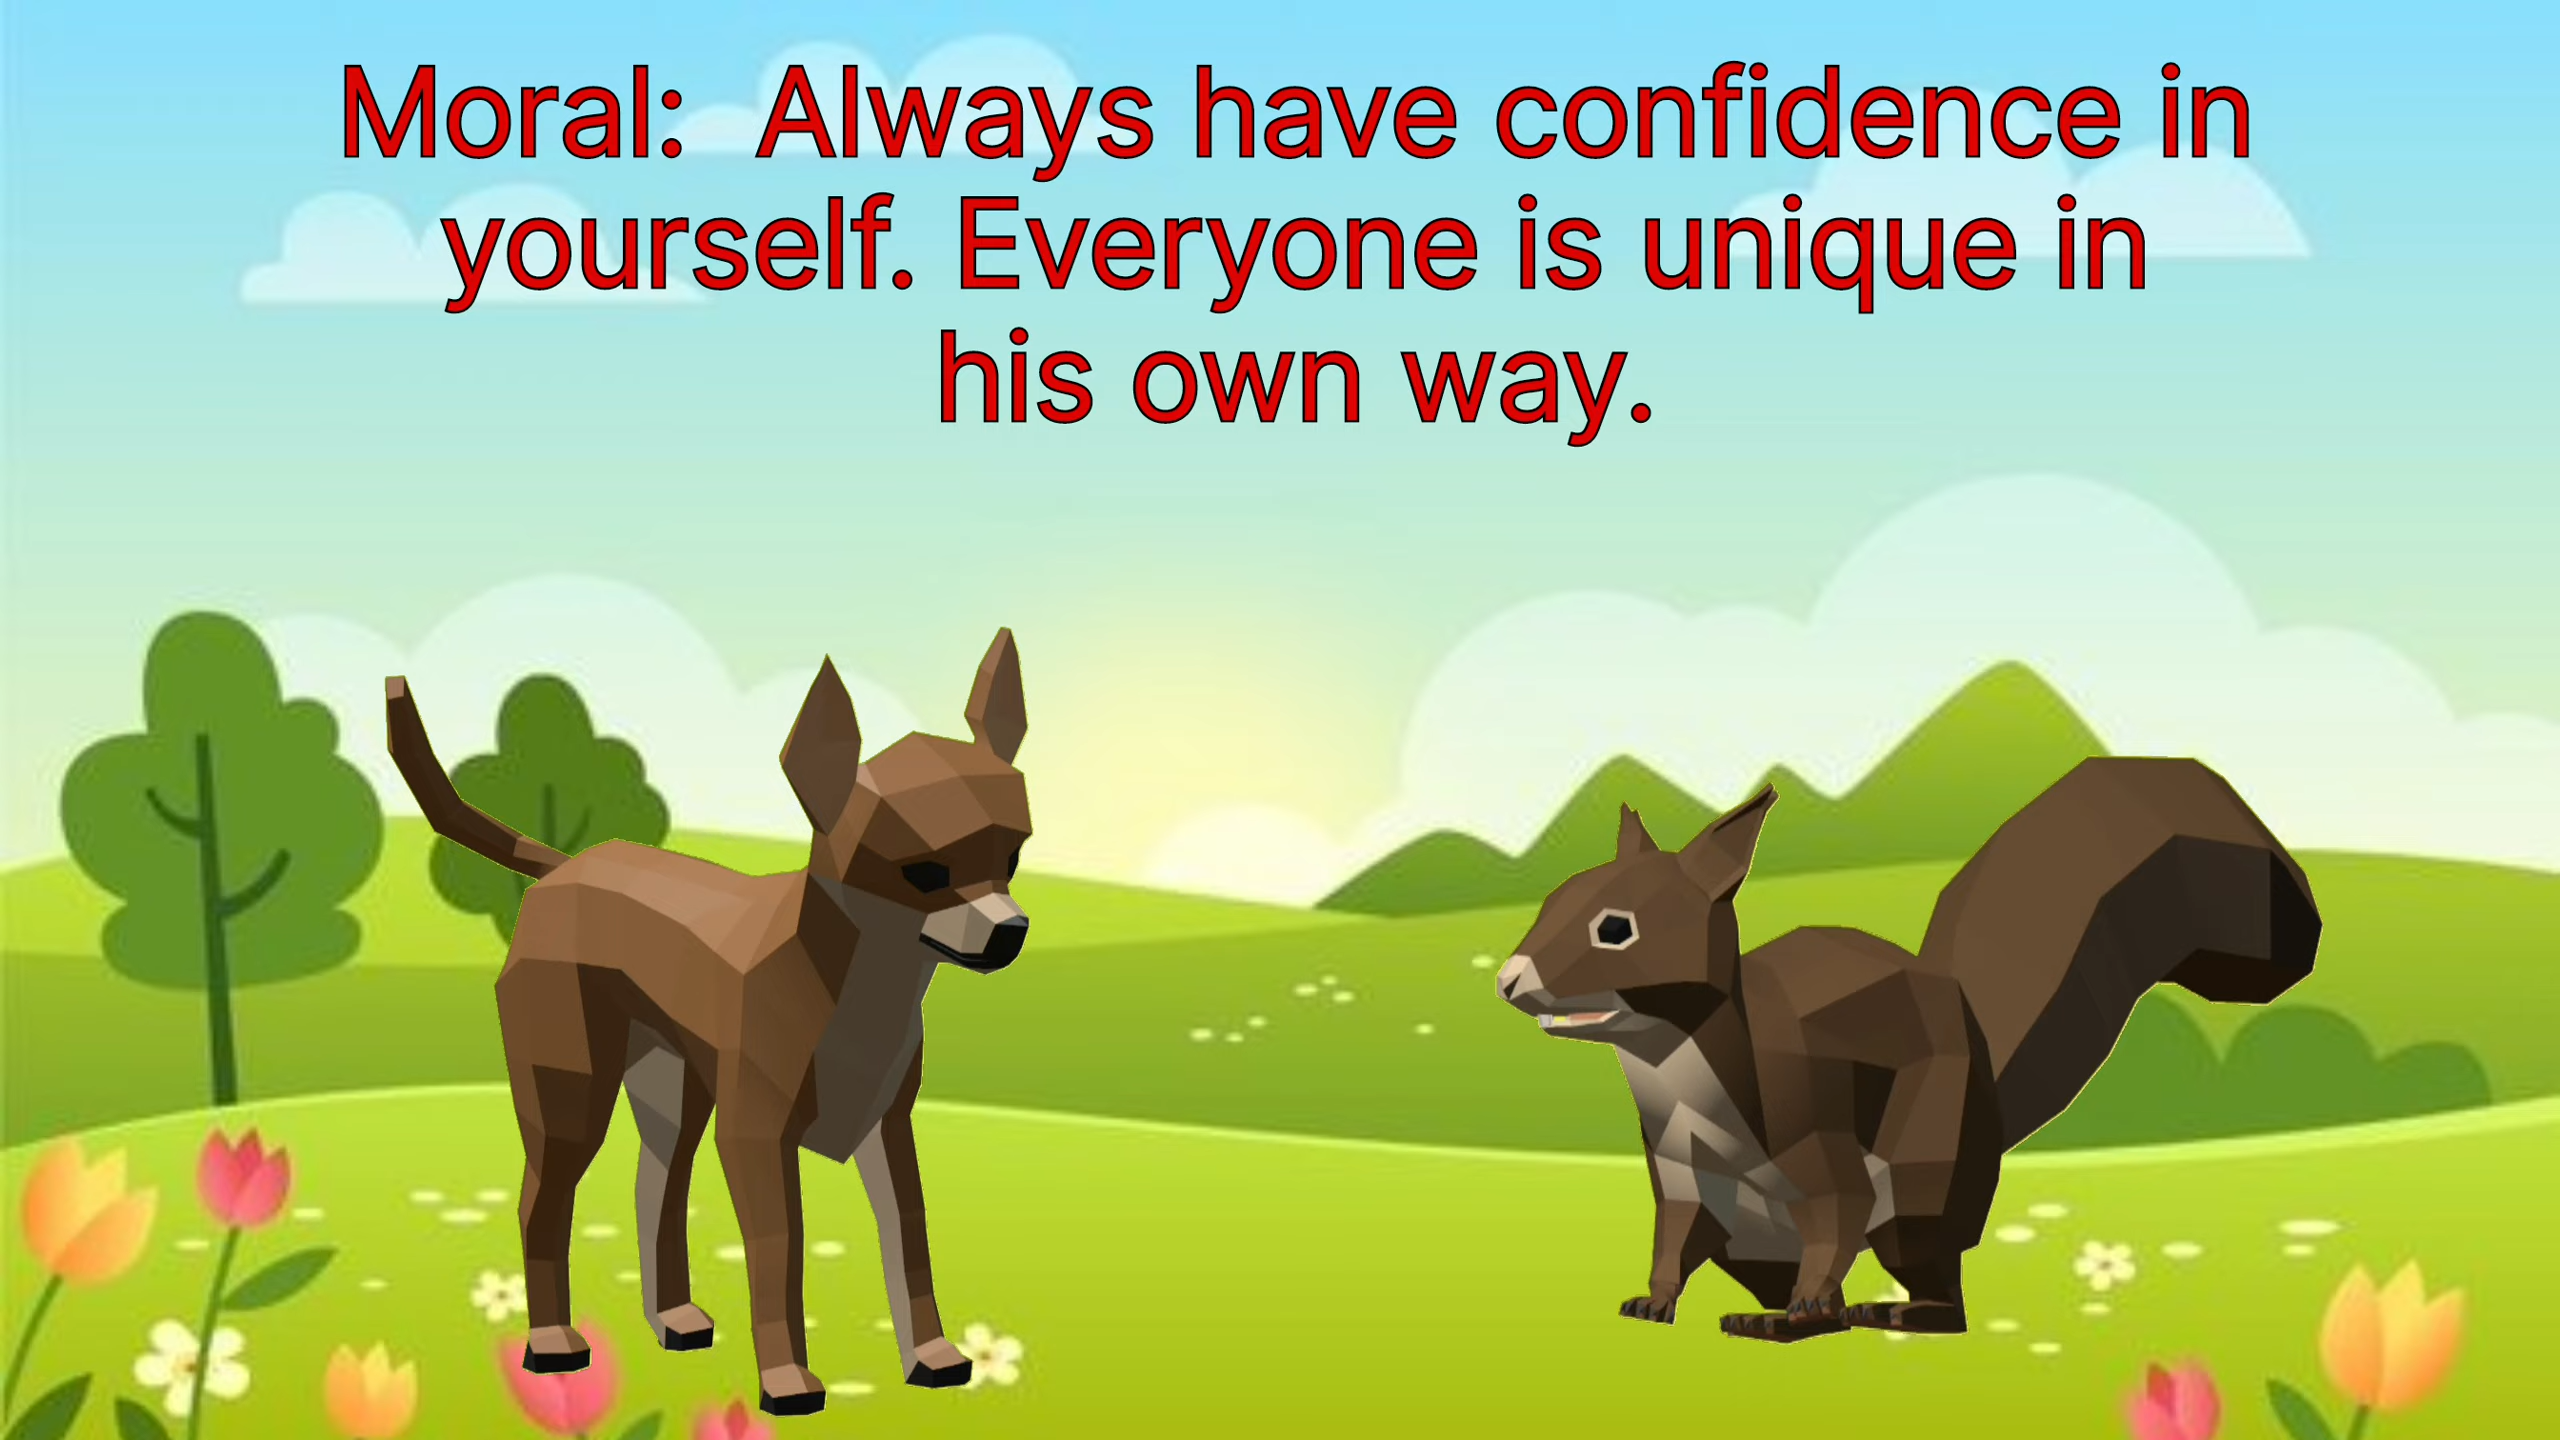 Moral:  Always have confidence in
yourself. Everyone is unique in
his own way.